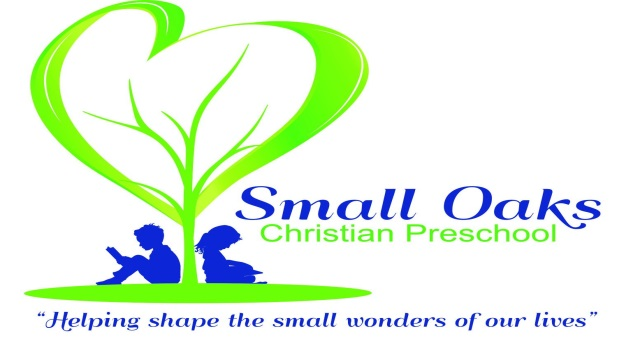 Small Oaks
Christian Preschool
“Helping shape the small wonders of our lives”